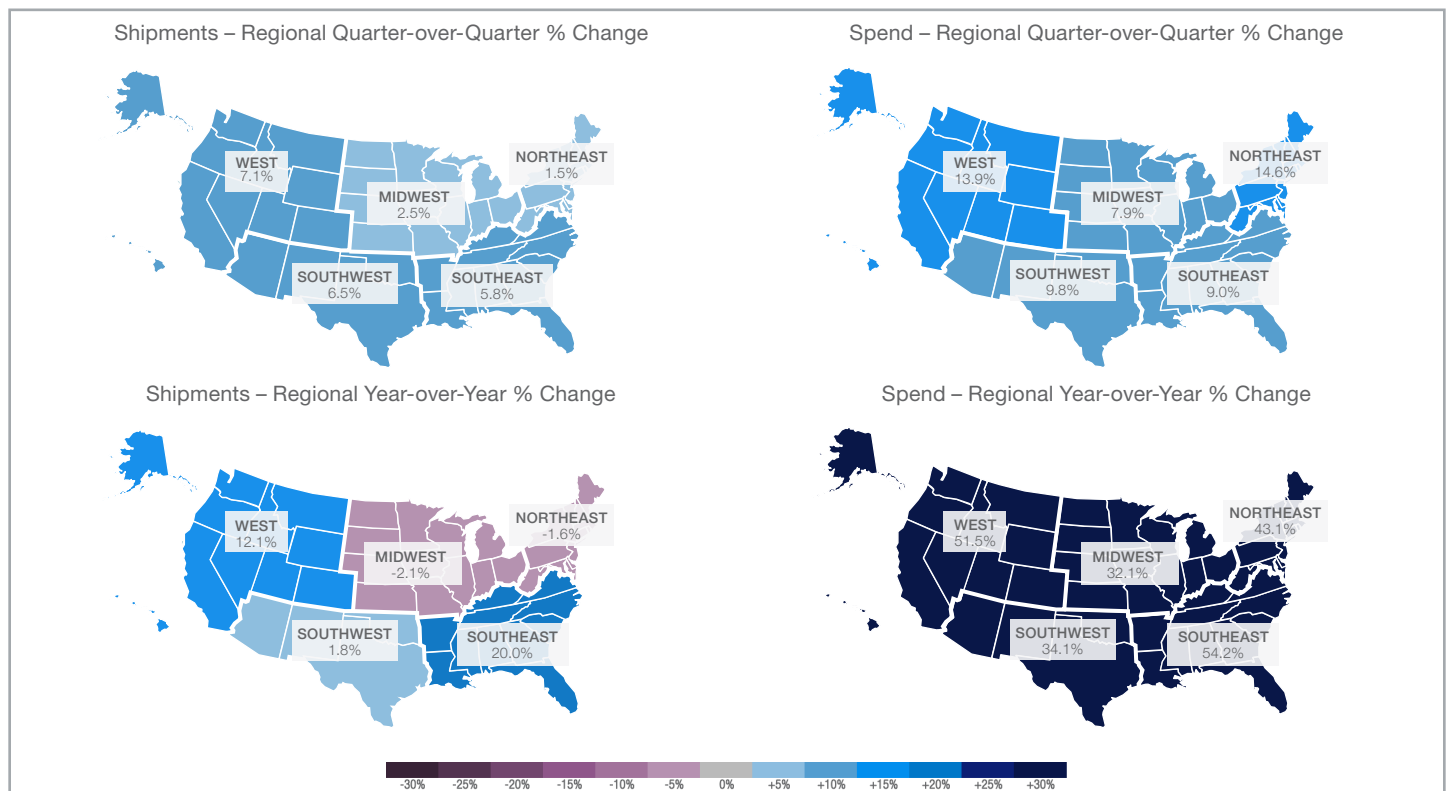 Shipments – Regional Quarter-over-Quarter % Change
WEST
7.1%
MIDWEST
2.5%
NORTHEAST
1.5%
SOUTHWEST
6.5%
SOUTHEAST
5.8%
Spend – Regional Quarter-over-Quarter % Change
WEST
13.9%
MIDWEST
7.9%
NORTHEAST
14.6%
SOUTHWEST
9.8%
SOUTHEAST
9.0%
Shipments – Regional Year-over-Year % Change
WEST
12.1%
MIDWEST
-2.1%
NORTHEAST
-1.6%
SOUTHWEST
1.8%
SOUTHEAST
20.0%
Spend – Regional Year-over-Year % Change
WEST
51.5%
MIDWEST
32.1%
NORTHEAST
43.1%
SOUTHWEST
34.1%
SOUTHEAST
54.2%
-30% -25% -20% -15% -10% -5% 0% +5% +10% +15% +20% +25% +30%